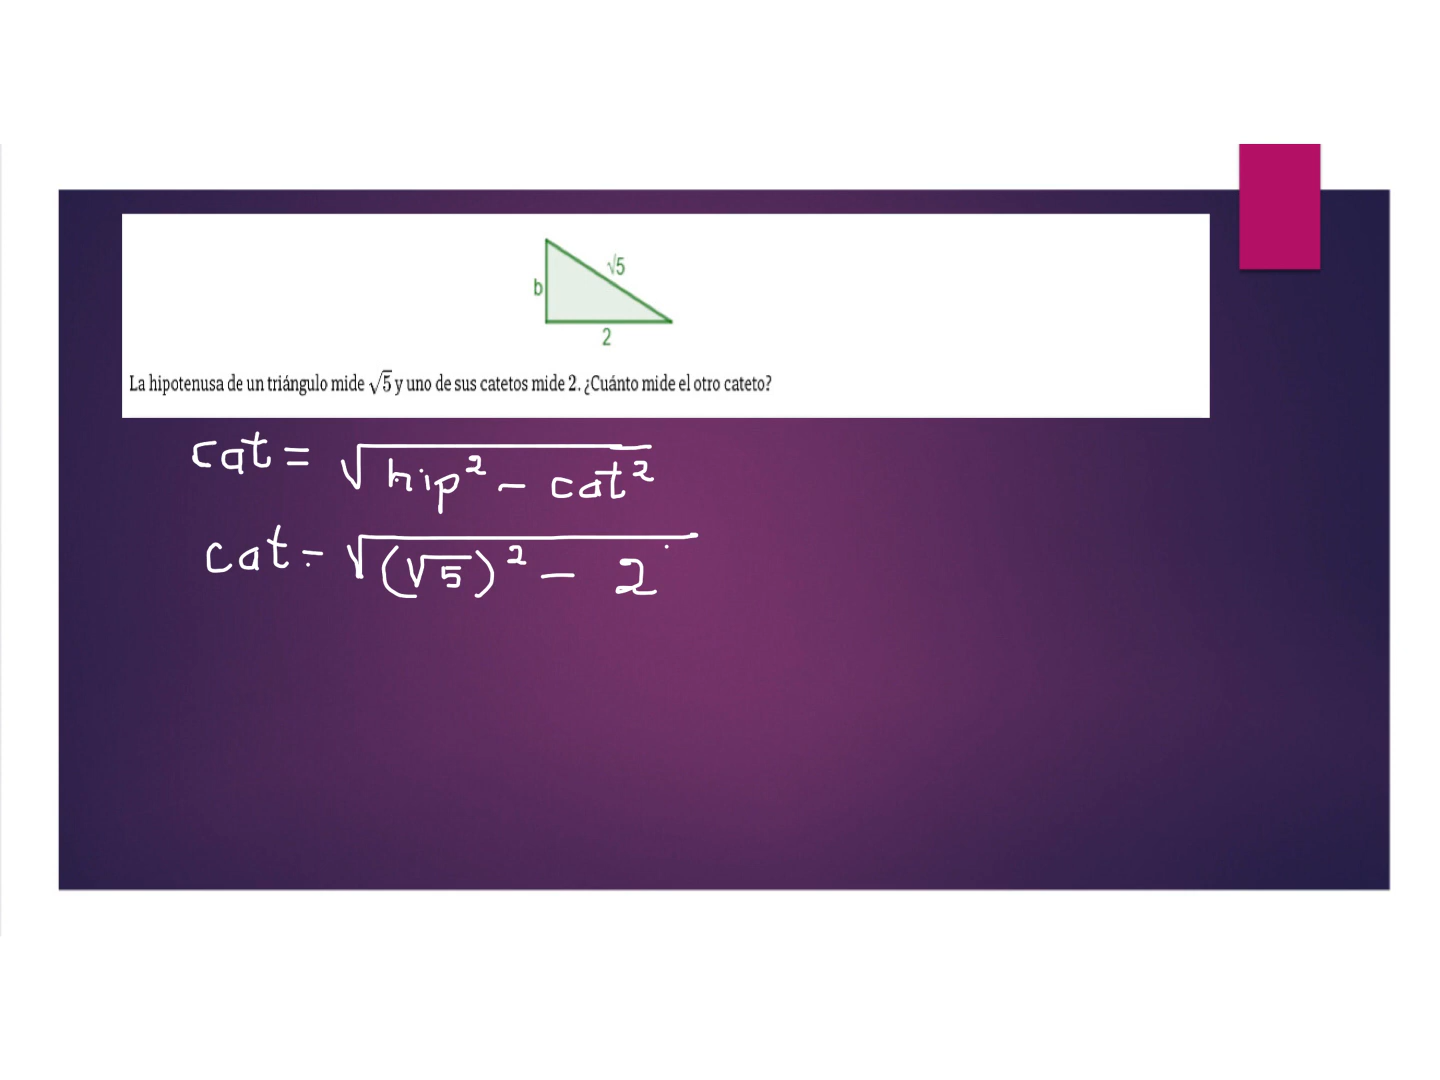 b
√5
2
La hipotenusa de un triángulo mide √5 y uno de sus catetos mide 2. ¿Cuánto mide el otro cateto?
cat = √(hip² - cat²)
cat = √((√5)² - 2)